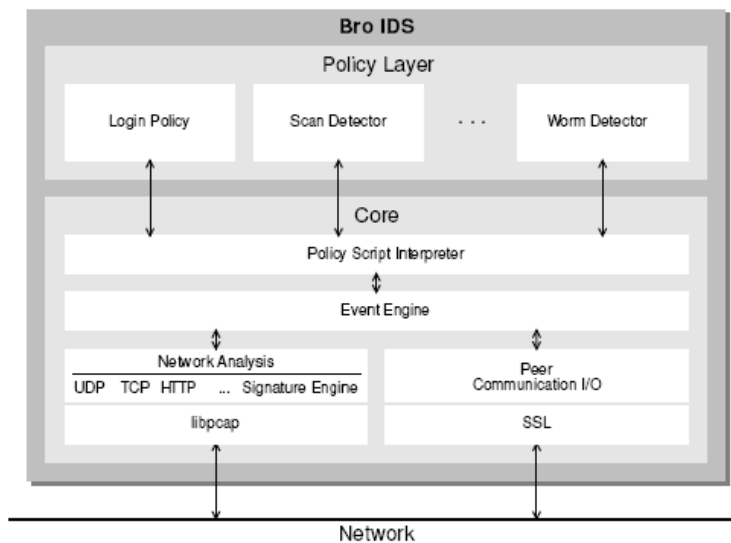 Bro IDS
Policy Layer
Login Policy
Scan Detector
. . .
Worm Detector
Core
Policy Script Interpreter
Event Engine
Network Analysis
UDP TCP HTTP ... Signature Engine
libpcap
Peer
Communication I/O
SSL
Network